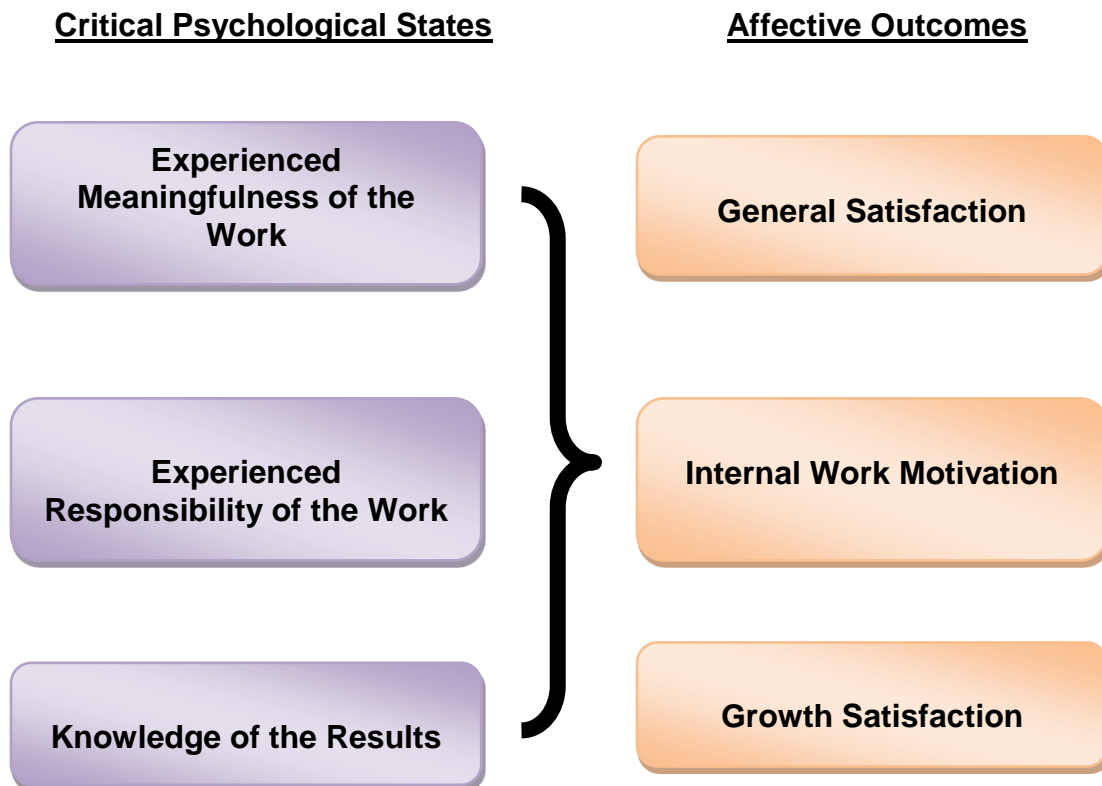 Critical Psychological States
Affective Outcomes
Experienced
Meaningfulness of the
Work
General Satisfaction
Experienced
Responsibility of the Work
Internal Work Motivation
Knowledge of the Results
Growth Satisfaction